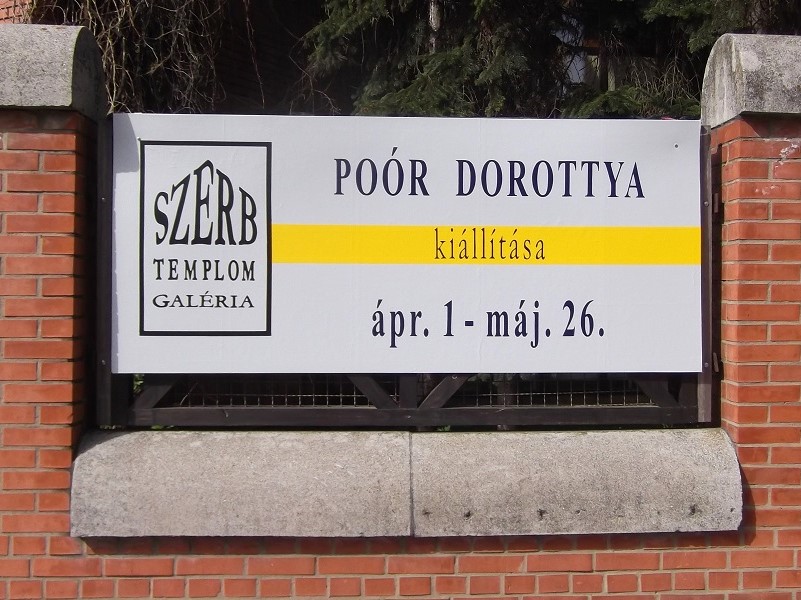 SZERB
TEMPLOM
GALÉRIA
POÓR DOROTTYA
kiállítása
ápr. 1 - máj. 26.